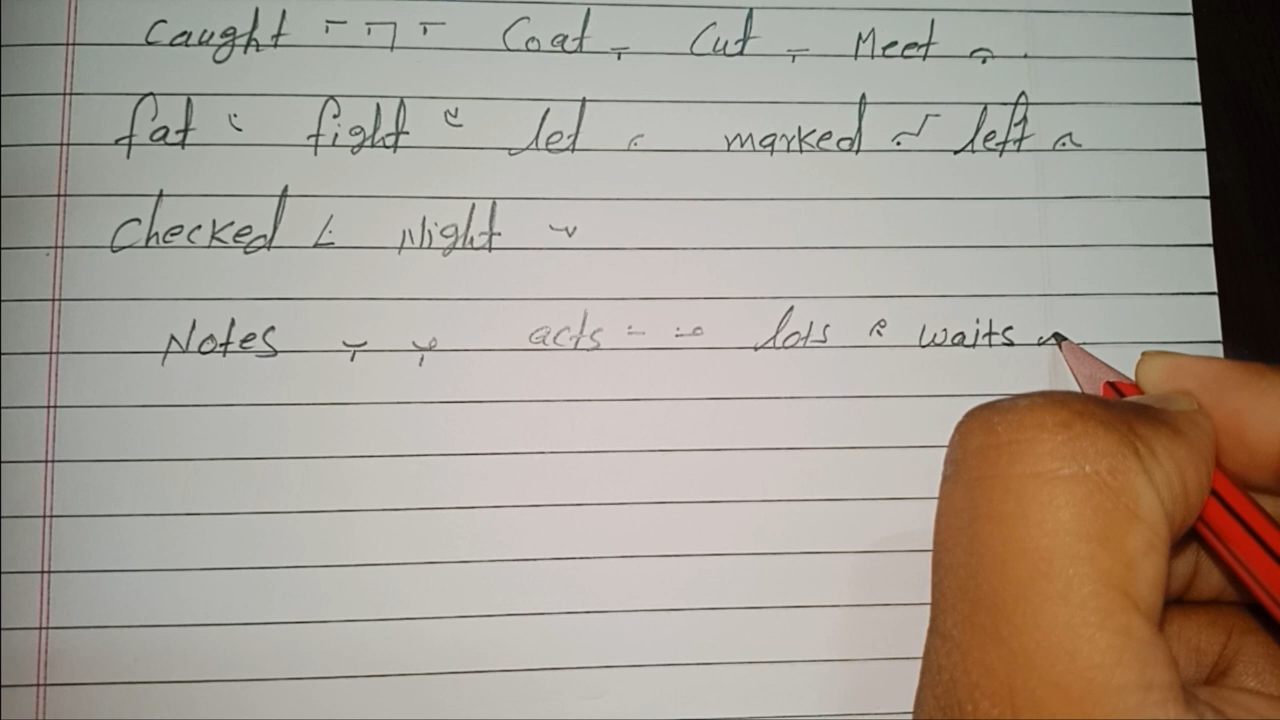 Caught Coat Cut Meet
fat fight let marked left
Checked Night
Notes acts lots waits